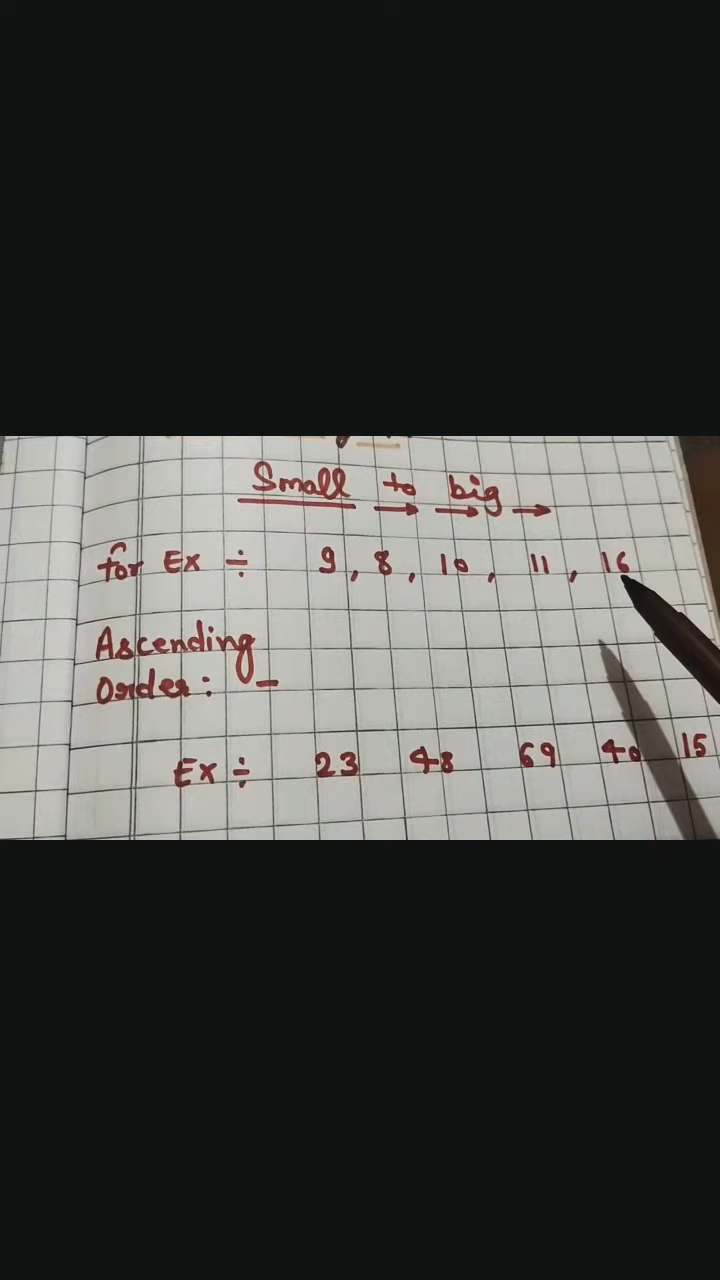 Small to big
for Ex ÷ 9, 8, 10, 11, 16
Ascending
Order: -
Ex ÷ 23 48 69 40 15